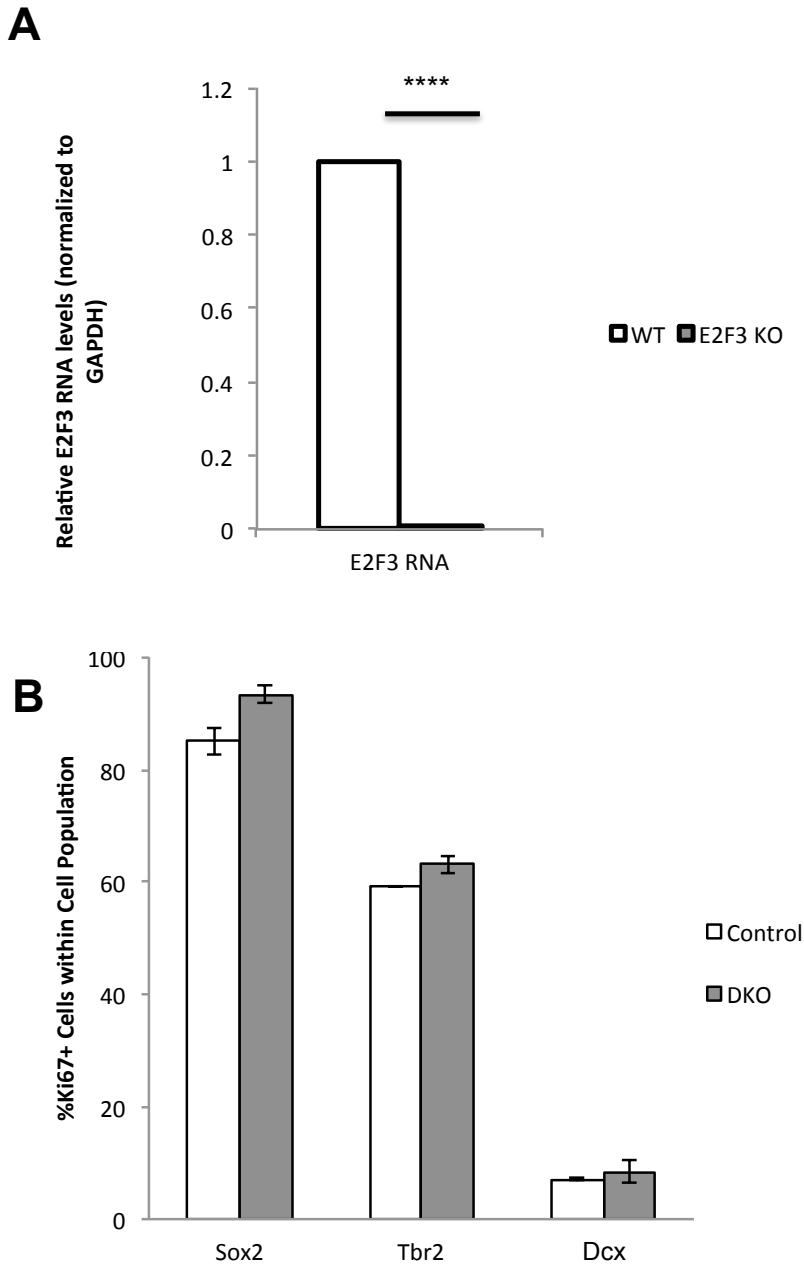 A
****
1.2
1
0.8
0.6
0.4
0.2
0
Relative E2F3 RNA levels (normalized to
GAPDH)
E2F3 RNA
WT E2F3 KO
B
100
80
60
40
20
0
%Ki67+ Cells within Cell Population
Sox2 Tbr2 Dcx
Control
DKO